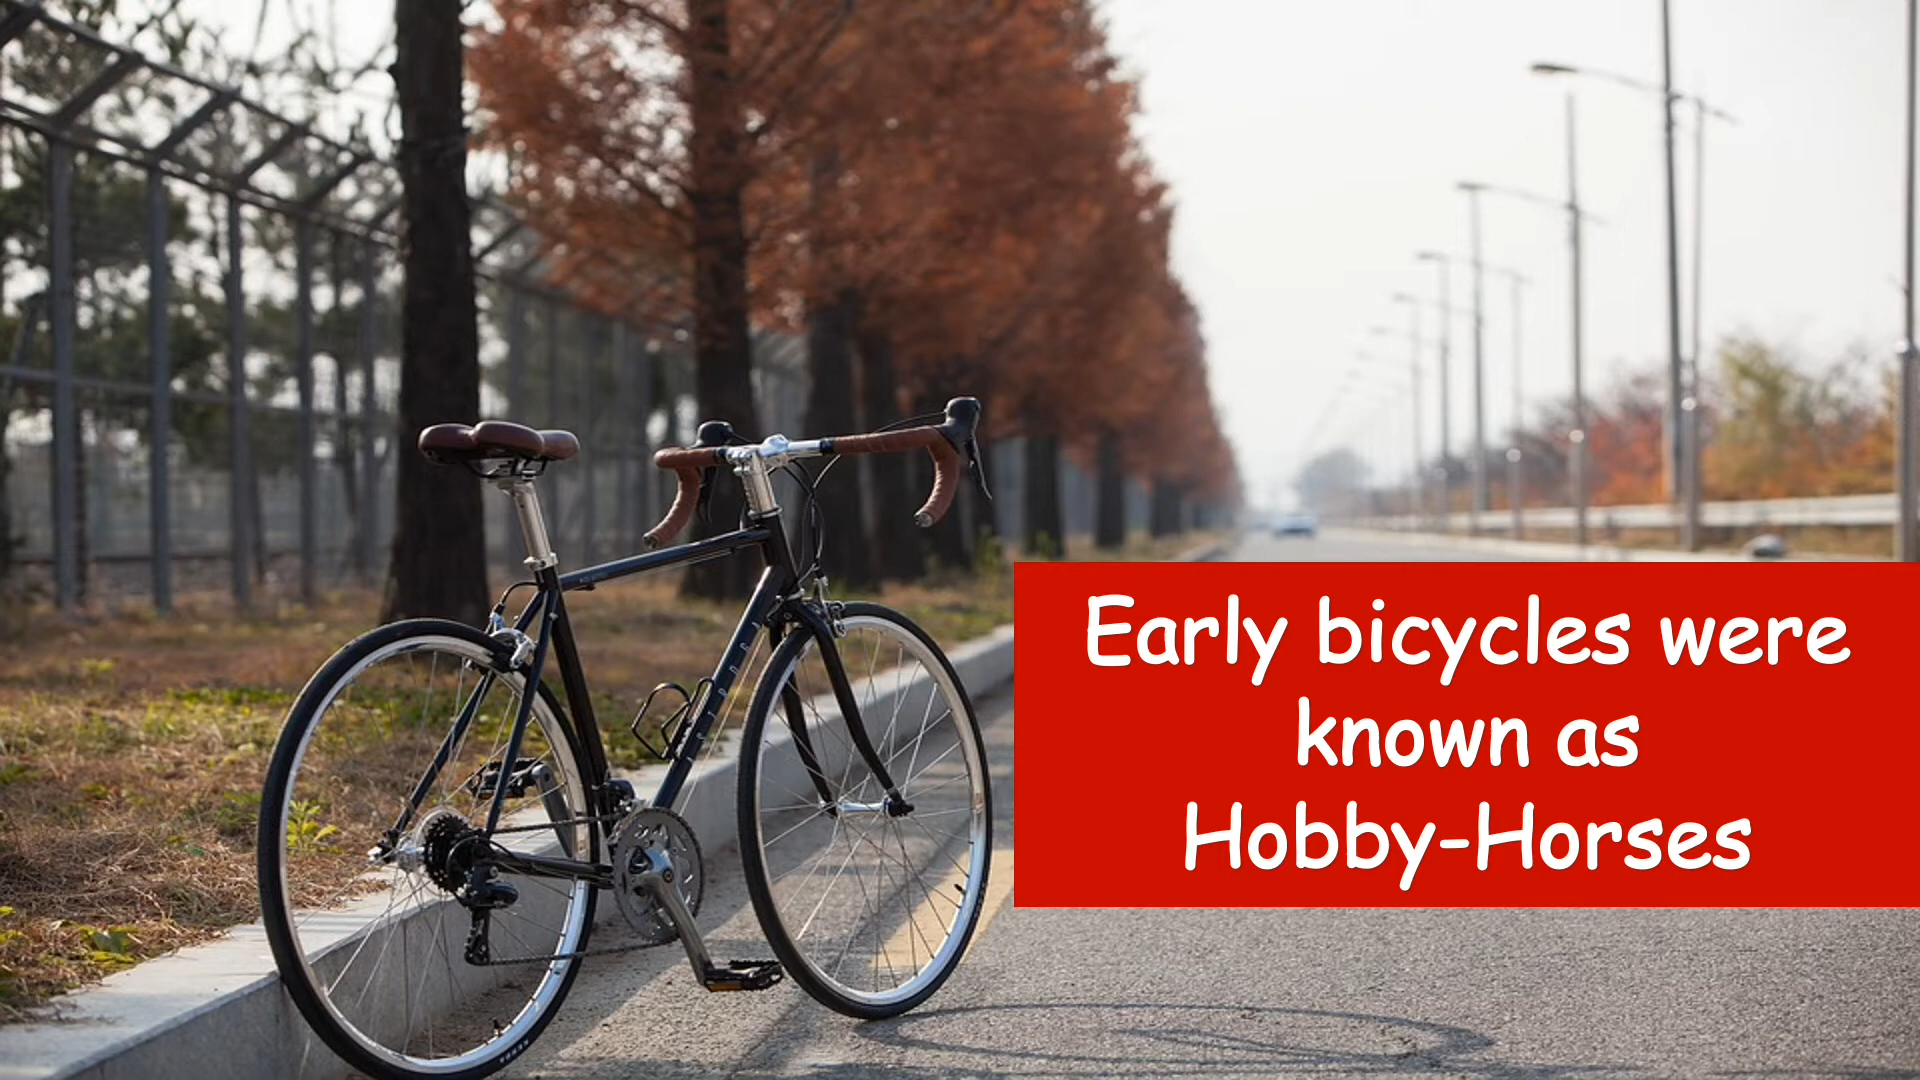 Early bicycles were
known as
Hobby-Horses